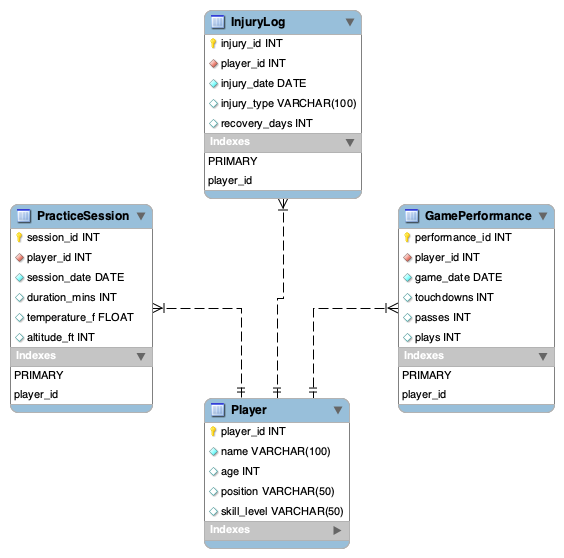 InjuryLog
injury_id INT
player_id INT
injury_date DATE
injury_type VARCHAR(100)
recovery_days INT
Indexes
PRIMARY
player_id
PracticeSession
session_id INT
player_id INT
session_date DATE
duration_mins INT
temperature_f FLOAT
altitude_ft INT
Indexes
PRIMARY
player_id
GamePerformance
performance_id INT
player_id INT
game_date DATE
touchdowns INT
passes INT
plays INT
Indexes
PRIMARY
player_id
Player
player_id INT
name VARCHAR(100)
age INT
position VARCHAR(50)
skill_level VARCHAR(50)
Indexes